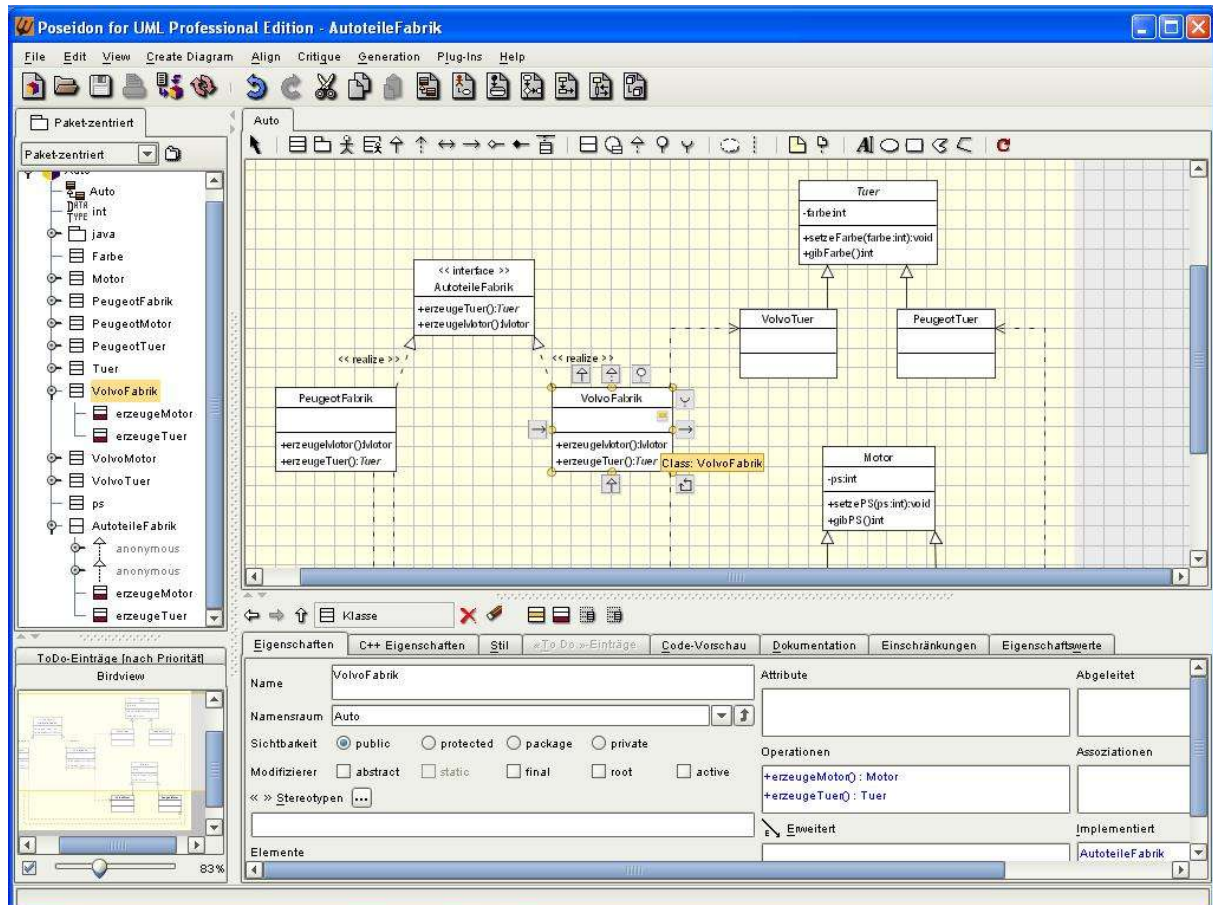 Poseidon for UML Professional Edition - AutoteileFabrik
File Edit View Create Diagram Align Critique Generation Plug-Ins Help
Paket-zentriert
Paket-zentriert
Auto
Auto
DATA TYPE int
java
Farbe
Motor
PeugeotFabrik
PeugeotMotor
PeugeotTuer
Tuer
VolvoFabrik
erzeugeMotor
erzeugeTuer
VolvoMotor
VolvoTuer
ps
AutoteileFabrik
anonymous
anonymous
erzeugeMotor
erzeugeTuer
ToDo-Einträge [nach Priorität]
Birdview
83%
Auto
Tuer
-farbe:int
+setzeFarbe(farbe:int):void
+gibFarbe():int
<< interface >>
AutoteileFabrik
+erzeugeTuer():Tuer
+erzeugeMotor():Motor
VolvoTuer
PeugeotTuer
<< realize >>
<< realize >>
PeugeotFabrik
+erzeugeMotor():Motor
+erzeugeTuer():Tuer
VolvoFabrik
+erzeugeMotor():Motor
+erzeugeTuer():Tuer
Class: VolvoFabrik
Motor
-ps:int
+setzePS(ps:int):void
+gibPS():int
Klasse
Eigenschaften C++ Eigenschaften Stil «To Do»-Einträge Code-Vorschau Dokumentation Einschränkungen Eigenschaftswerte
Name VolvoFabrik
Namensraum Auto
Sichtbarkeit public protected package private
Modifizierer abstract static final root active
« » Stereotypen ...
Elemente
Attribute
Abgeleitet
Operationen
Assoziationen
+erzeugeMotor() : Motor
+erzeugeTuer() : Tuer
E Erweitert
Implementiert
AutoteileFabrik